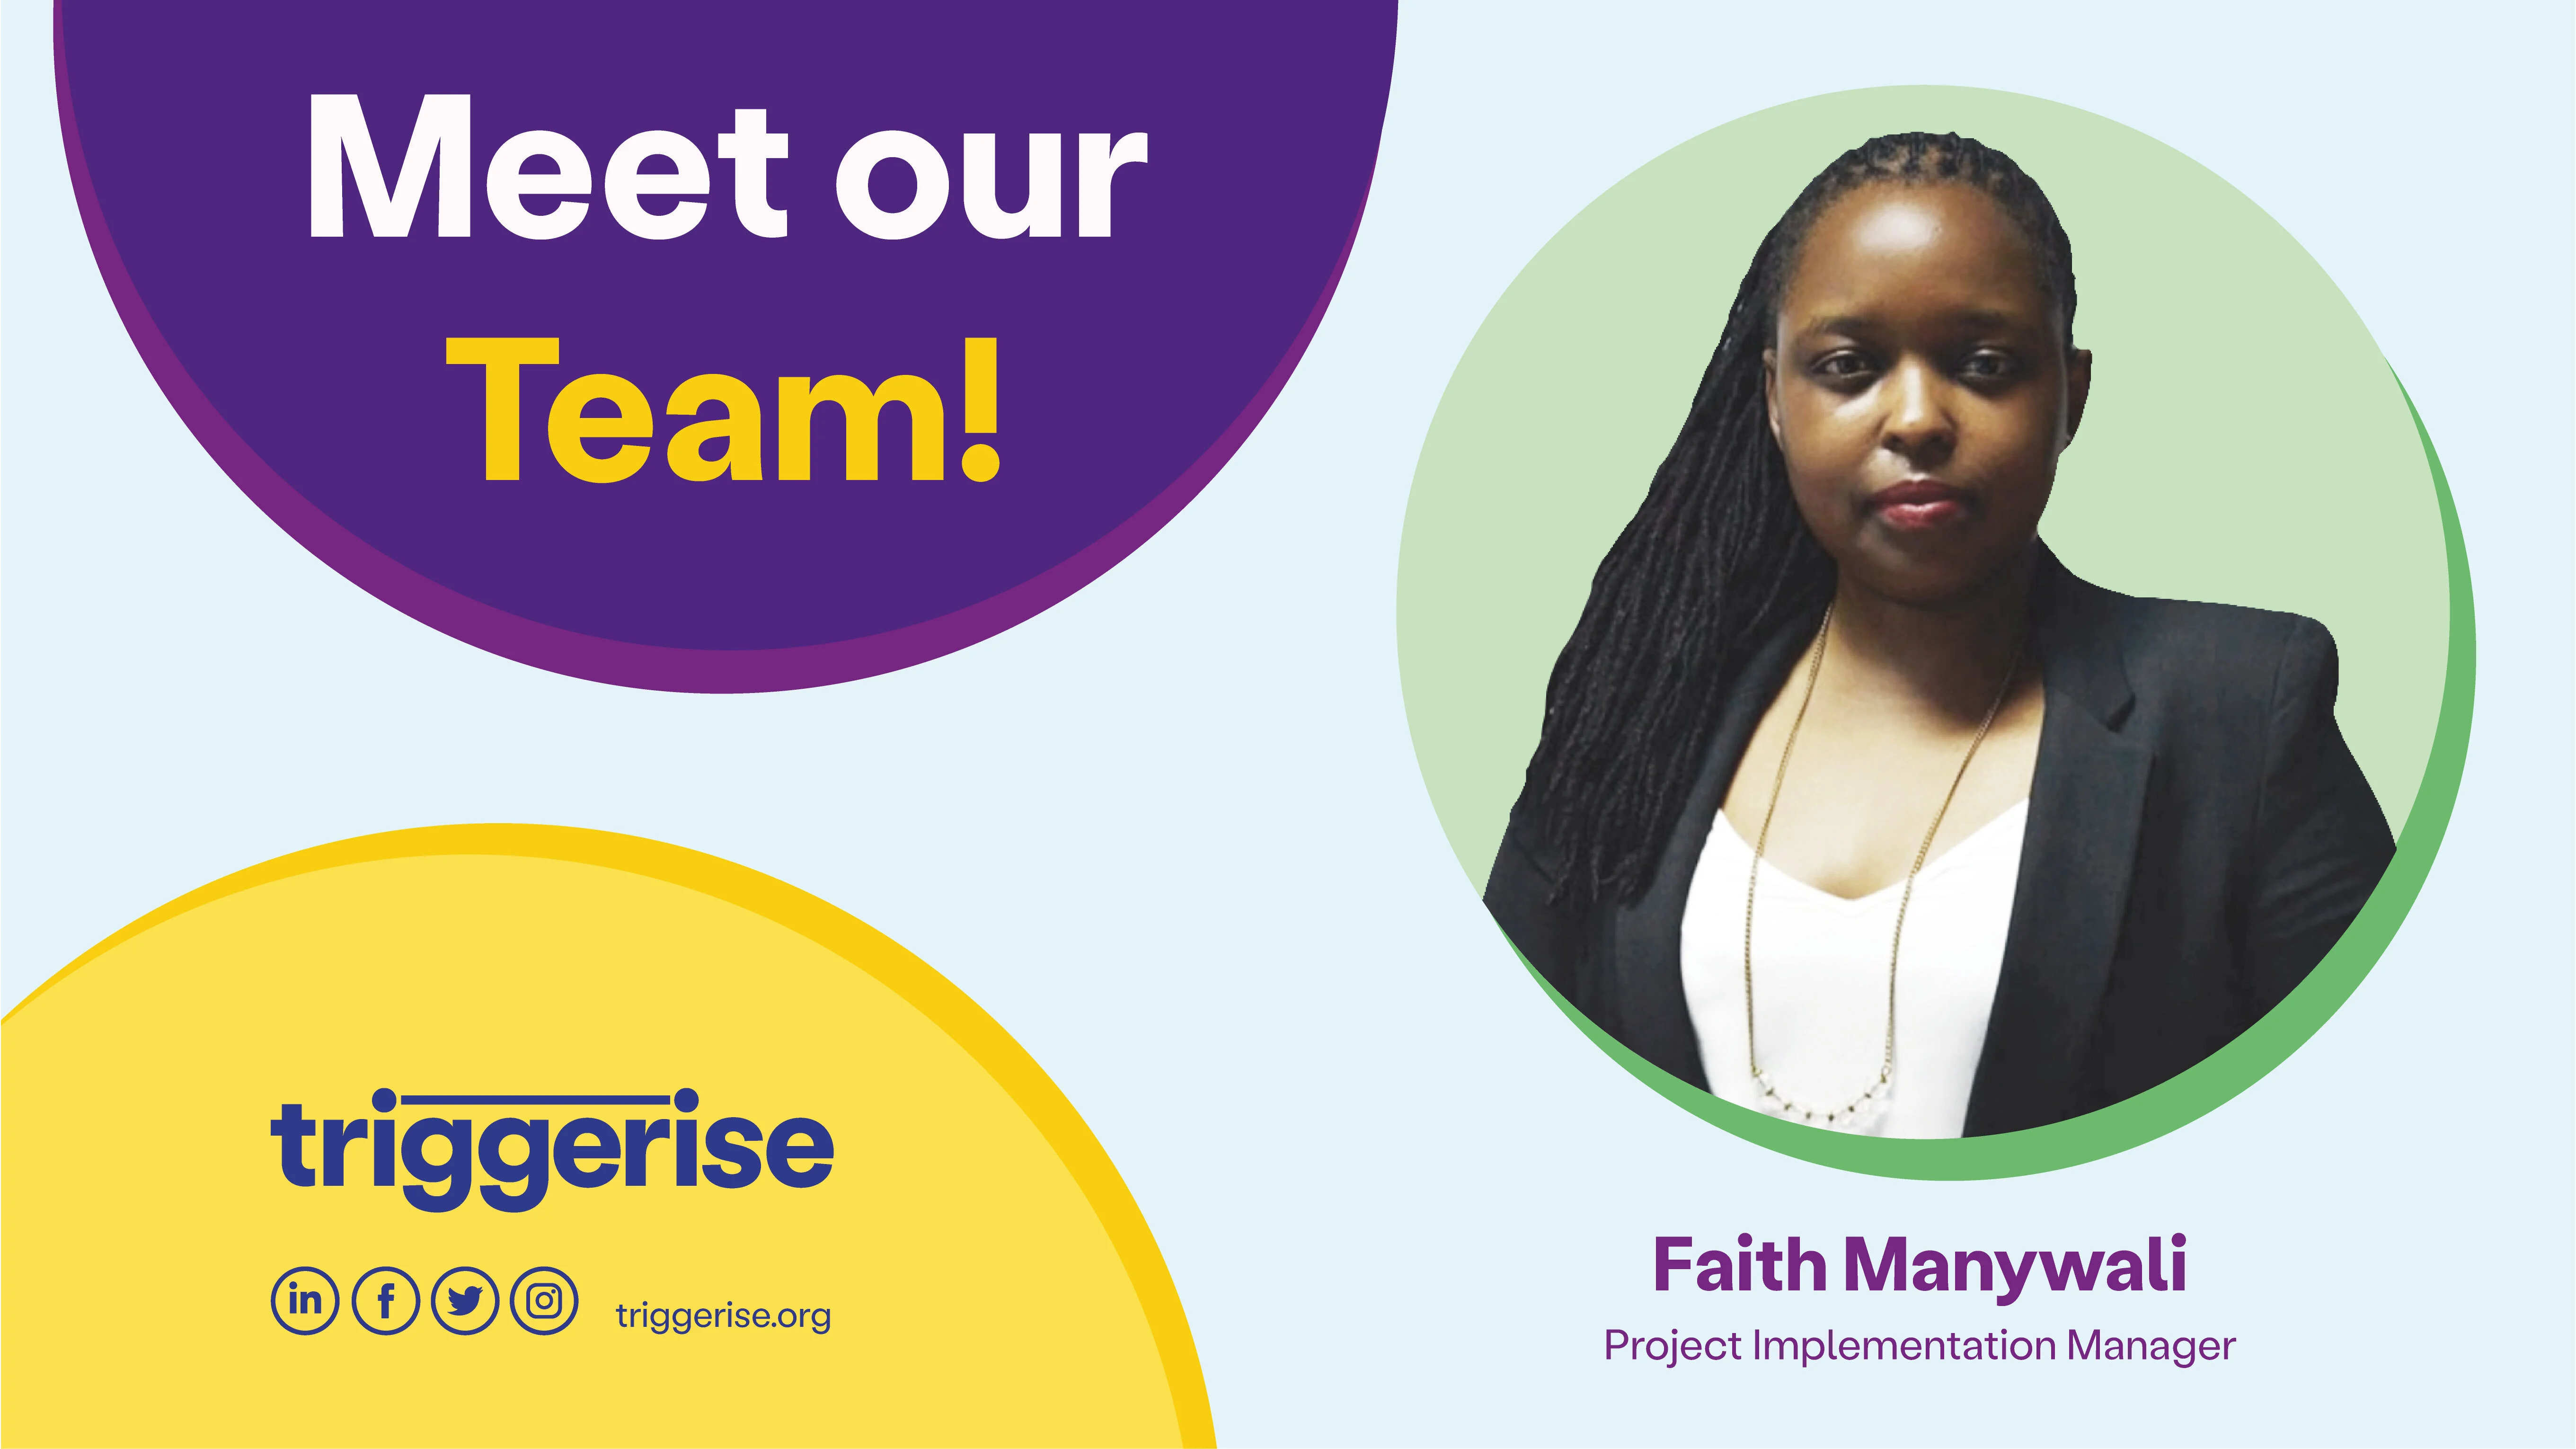 Meet our
Team!
triggerise
triggerise.org
Faith Manywali
Project Implementation Manager